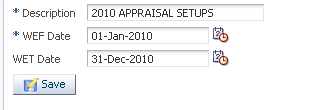 * Description 2010 APPRAISAL SETUPS
* WEF Date 01-Jan-2010
WET Date 31-Dec-2010
Save